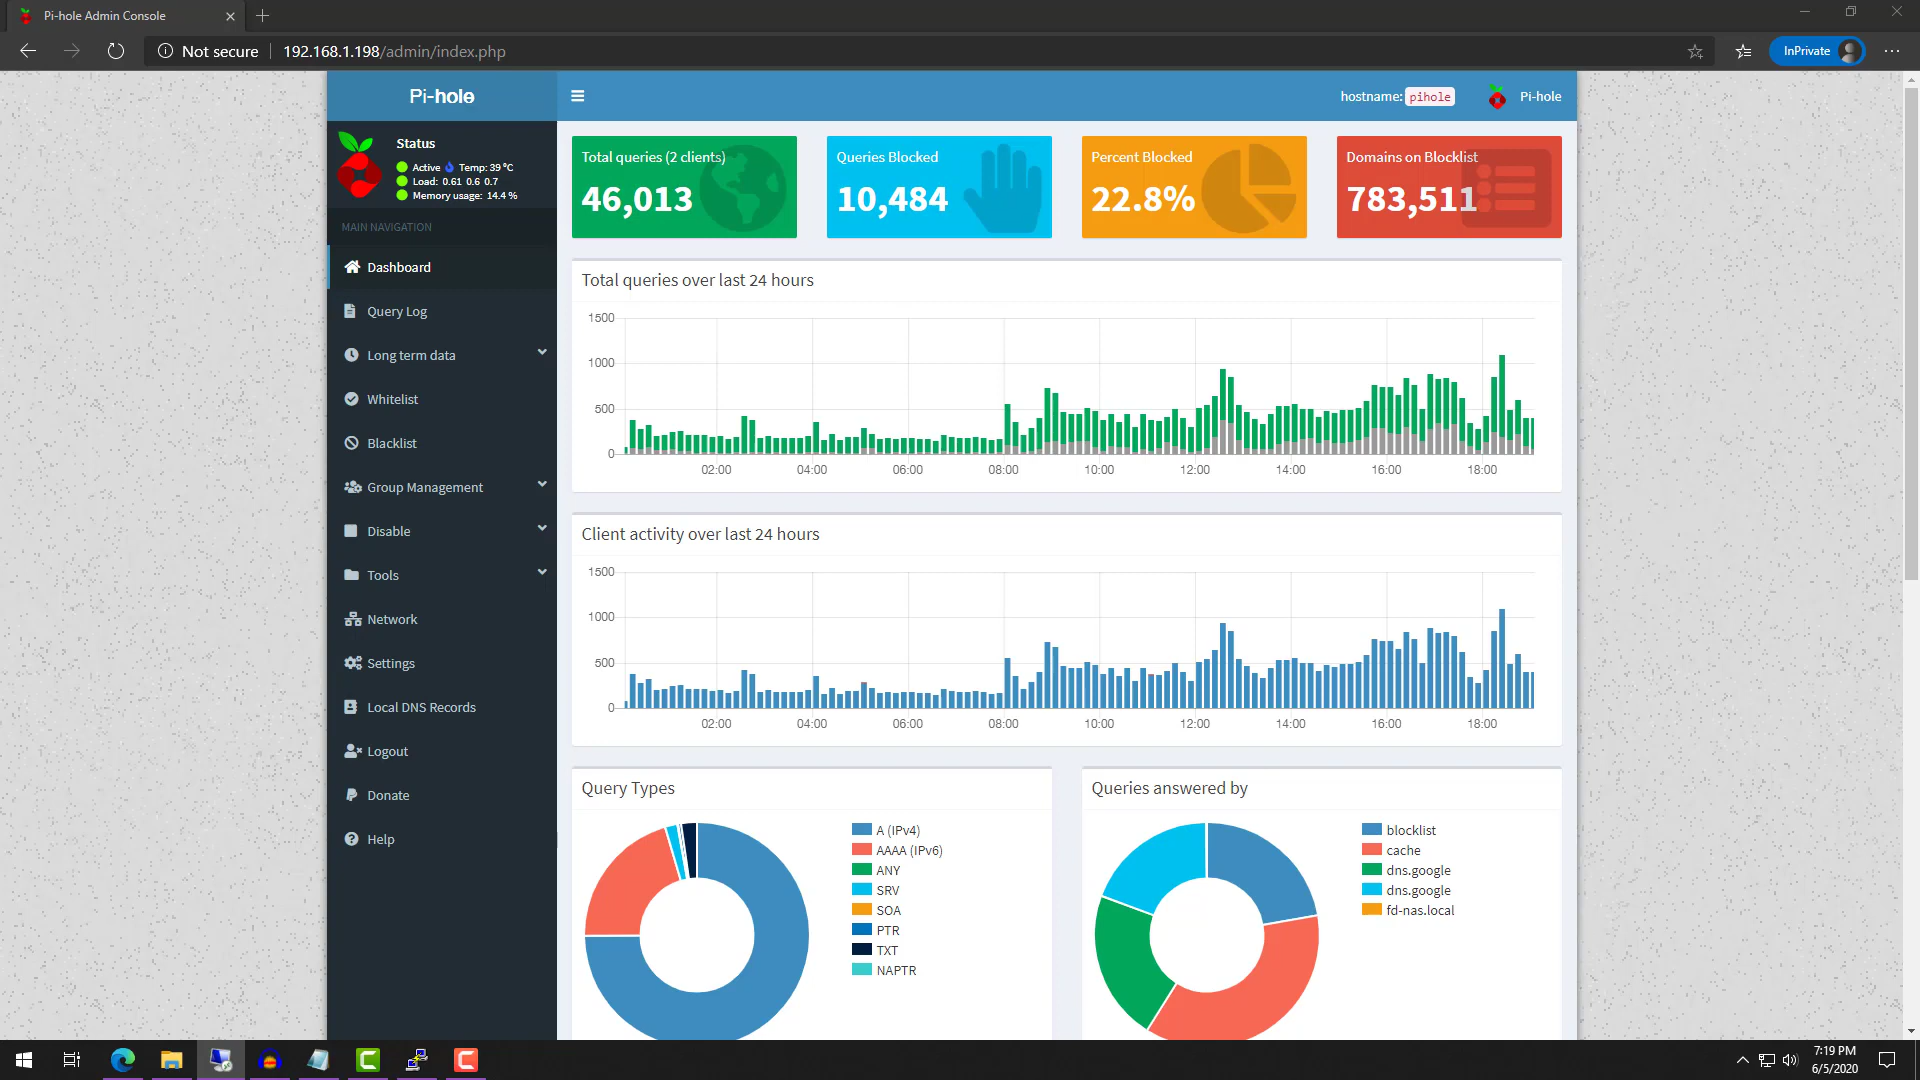 Pi-hole Admin Console
Not secure
192.168.1.198/admin/index.php
InPrivate
Pi-hole
hostname: pihole
Pi-hole
Status
Active Temp: 39 °C
Load: 0.61 0.6 0.7
Memory usage: 14.4 %
MAIN NAVIGATION
Dashboard
Query Log
Long term data
Whitelist
Blacklist
Group Management
Disable
Tools
Network
Settings
Local DNS Records
Logout
Donate
Help
Total queries (2 clients)
46,013
Queries Blocked
10,484
Percent Blocked
22.8%
Domains on Blocklist
783,511
Total queries over last 24 hours
1500
1000
500
0
02:00 04:00 06:00 08:00 10:00 12:00 14:00 16:00 18:00
Client activity over last 24 hours
1500
1000
500
0
02:00 04:00 06:00 08:00 10:00 12:00 14:00 16:00 18:00
Query Types
A (IPv4)
AAAA (IPv6)
ANY
SRV
SOA
PTR
TXT
NAPTR
Queries answered by
blocklist
cache
dns.google
dns.google
fd-nas.local
7:19 PM
6/5/2020